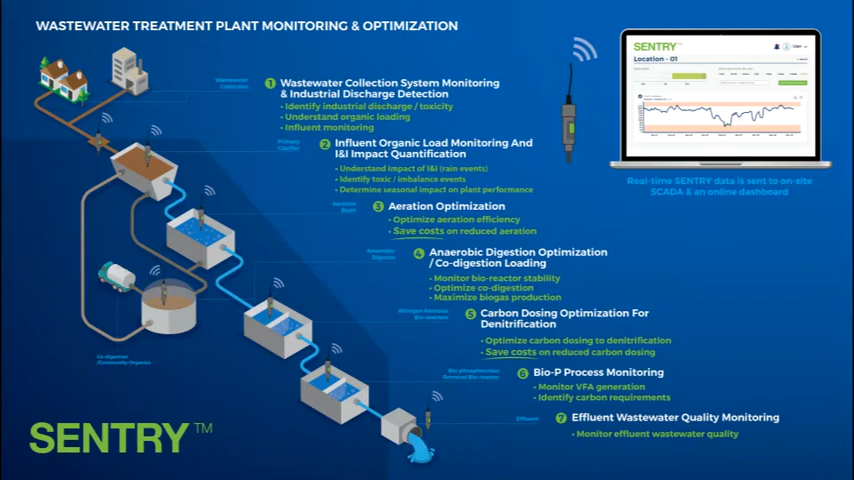 WASTEWATER TREATMENT PLANT MONITORING & OPTIMIZATION
SENTRY™
Location - 01
User
Wastewater
Collection
1 Wastewater Collection System Monitoring
& Industrial Discharge Detection
• Identify industrial discharge / toxicity
• Understand organic loading
• Influent monitoring
Primary
Clarifier
2 Influent Organic Load Monitoring And
I&I Impact Quantification
• Understand impact of I&I (rain events)
• Identify toxic / imbalance events
• Determine seasonal impact on plant performance
Real-time SENTRY data is sent to on-site
SCADA & an online dashboard
Aeration
Basin
3 Aeration Optimization
• Optimize aeration efficiency
• Save costs on reduced aeration
Anaerobic
Digester
4 Anaerobic Digestion Optimization
/Co-digestion Loading
• Monitor bio-reactor stability
• Optimize co-digestion
• Maximize biogas production
Nitrogen Removal
Bio-reactors
5 Carbon Dosing Optimization For
Denitrification
• Optimize carbon dosing to denitrification
• Save costs on reduced carbon dosing
Co-digestion
/Community Organics
Bio-phosphorous
Removal Bio-reactor
6 Bio-P Process Monitoring
• Monitor VFA generation
• Identify carbon requirements
Effluent
7 Effluent Wastewater Quality Monitoring
• Monitor effluent wastewater quality
SENTRY™